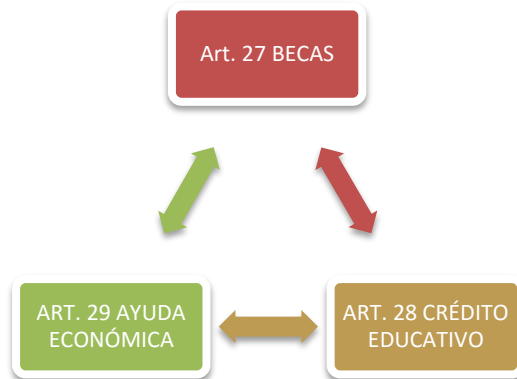 Art. 27 BECAS
ART. 29 AYUDA
ECONÓMICA
ART. 28 CRÉDITO
EDUCATIVO